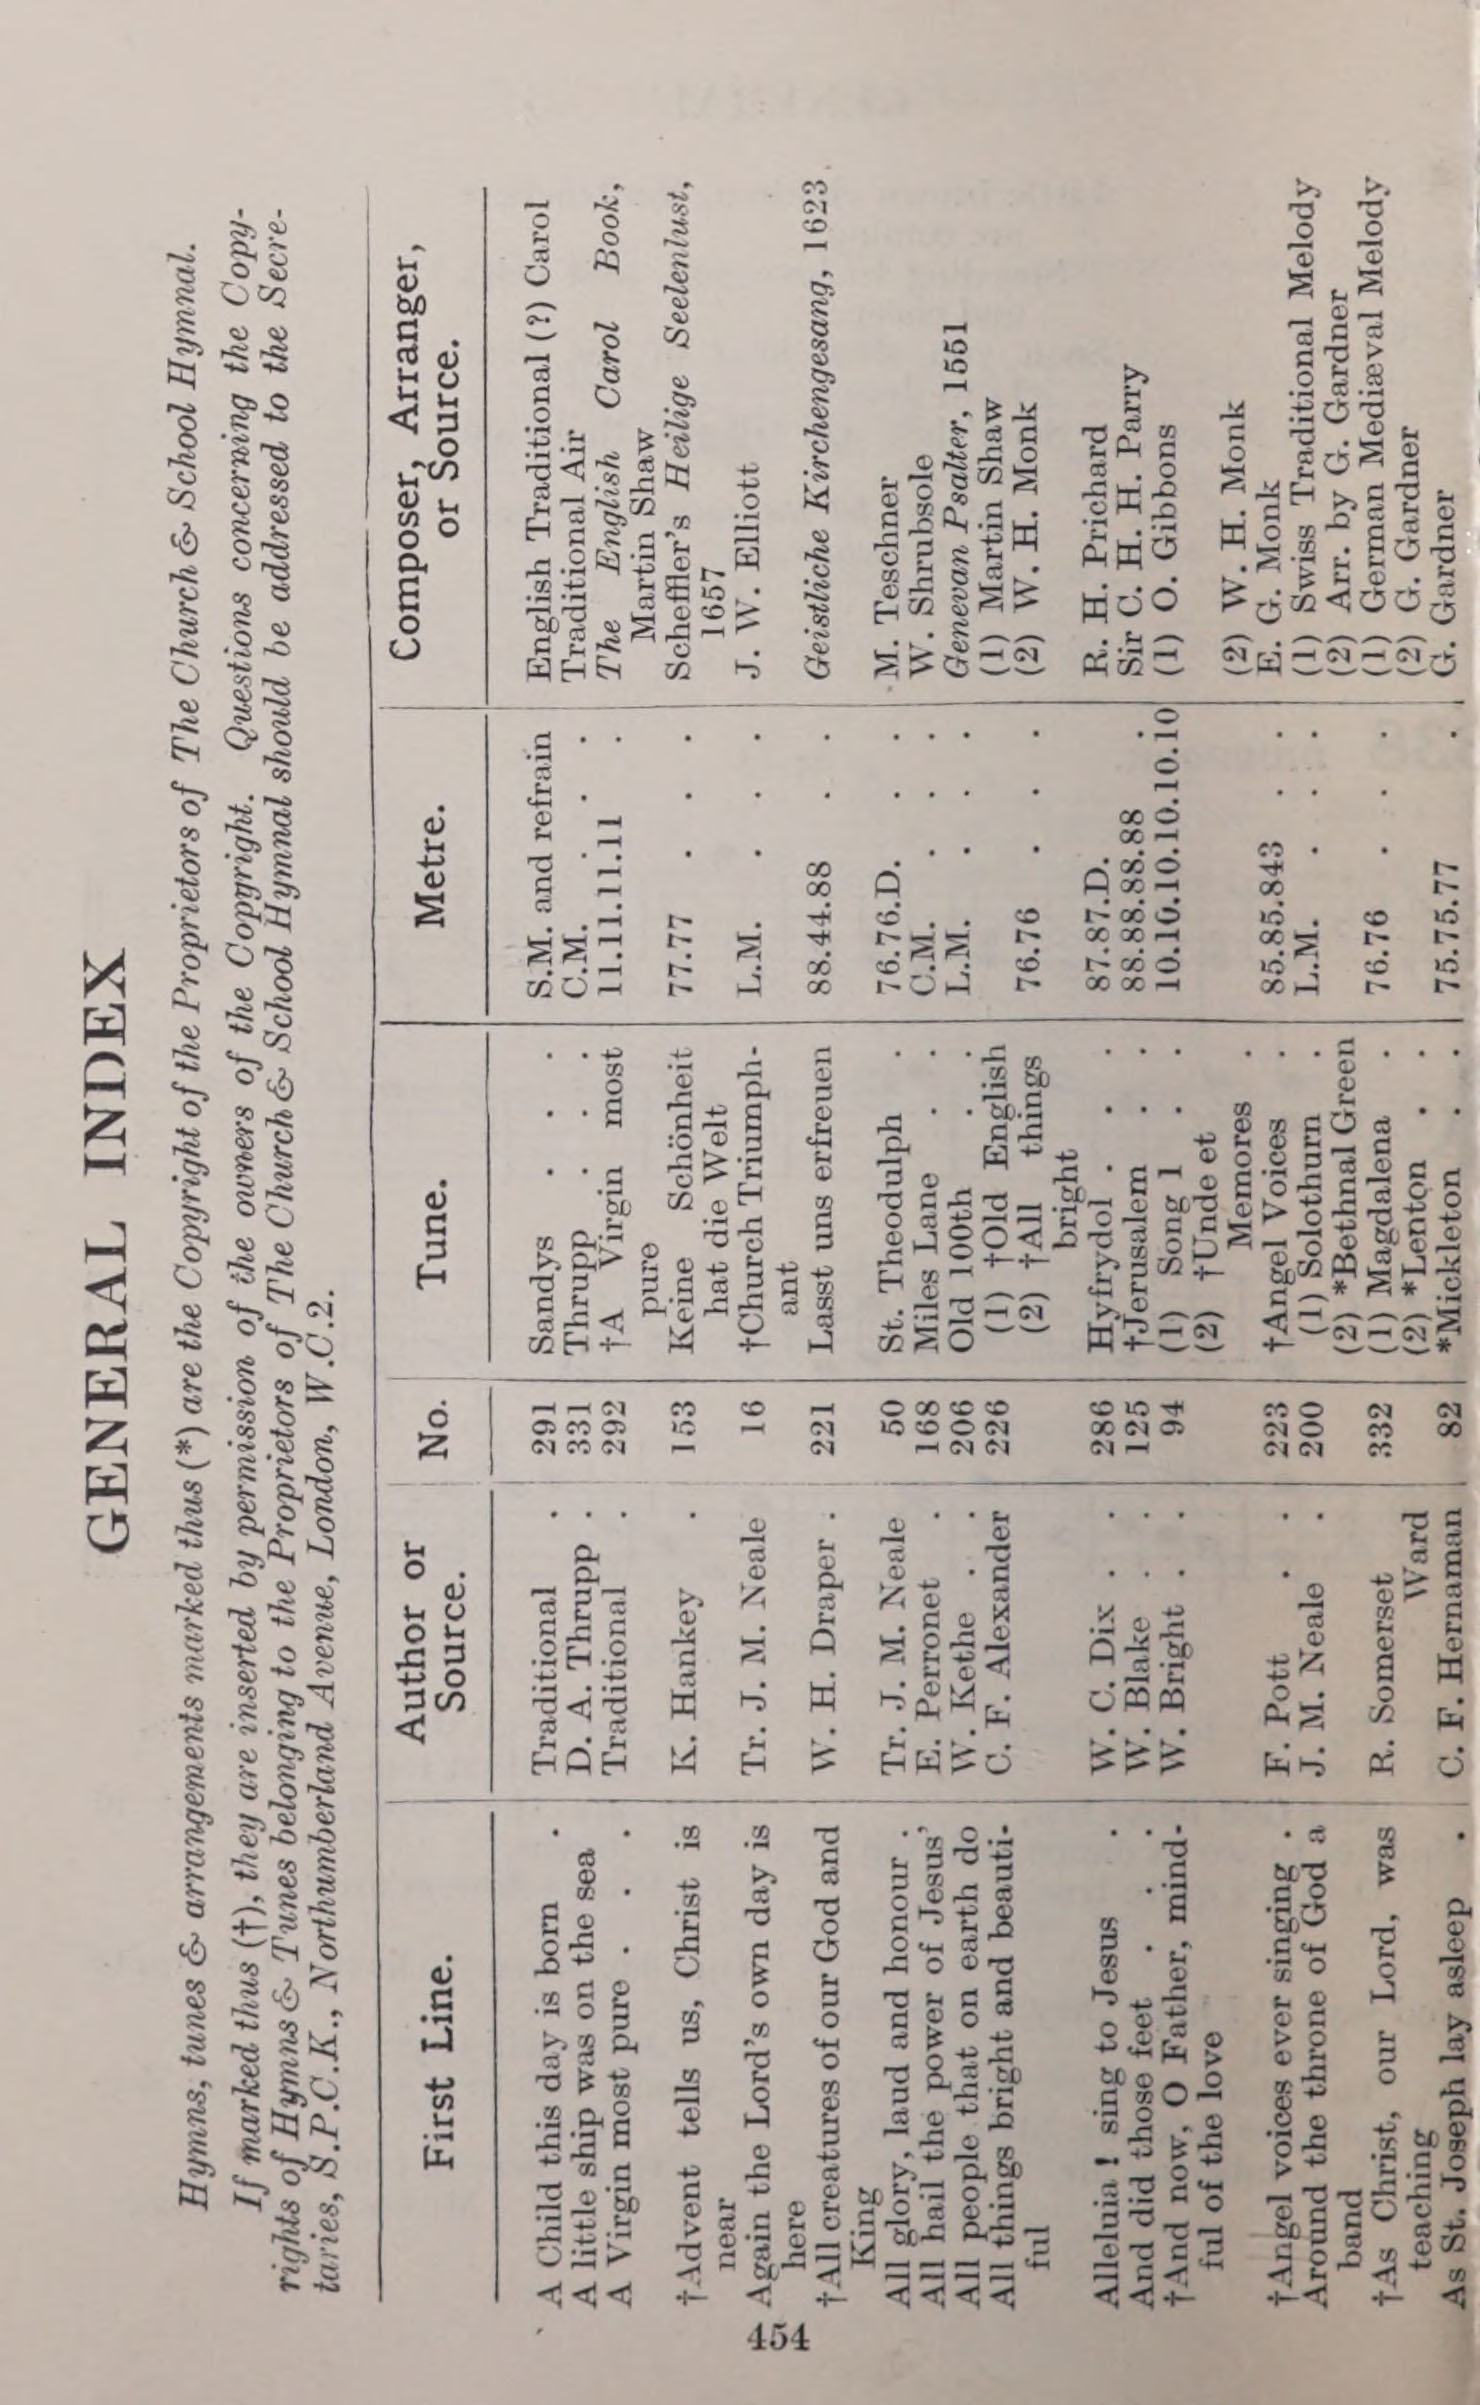 GENERAL INDEX
Hymns, tunes & arrangements marked thus (*) are the Copyright of the Proprietors of The Church & School Hymnal.
If marked thus (†), they are inserted by permission of the owners of the Copyright. Questions concerning the Copy-
rights of Hymns & Tunes belonging to the Proprietors of The Church & School Hymnal should be addressed to the Secre-
taries, S.P.C.K., Northumberland Avenue, London, W.C.2.
First Line. Author or Source. No. Tune. Metre. Composer, Arranger, or Source.
A Child this day is born . Traditional . 291 Sandys . . . S.M. and refrain English Traditional (?) Carol
A little ship was on the sea . D. A. Thrupp . 331 Thrupp . . . C.M. . . . Traditional Air
A Virgin most pure . . . Traditional . 292 †A Virgin most 11.11.11.11 . The English Carol Book,
pure Martin Shaw
†Advent tells us, Christ is K. Hankey . 153 Keine Schönheit 77.77 . . . Scheffler's Heilige Seelenlust,
near hat die Welt 1657
Again the Lord's own day is Tr. J. M. Neale 16 †Church Triumph- L.M. . . . J. W. Elliott
here ant
†All creatures of our God and W. H. Draper . 221 Lasst uns erfreuen 88.44.88 . . Geistliche Kirchengesang, 1623
King
All glory, laud and honour . Tr. J. M. Neale 50 St. Theodulph . 76.76.D. . . M. Teschner
All hail the power of Jesus' E. Perronet . 168 Miles Lane . . C.M. . . . W. Shrubsole
All people that on earth do W. Kethe . . 206 Old 100th . . L.M. . . . Genevan Psalter, 1551
All things bright and beauti- C. F. Alexander 226 (1) †Old English (1) Martin Shaw
ful (2) †All things 76.76 . . . (2) W. H. Monk
bright
Alleluia ! sing to Jesus . W. C. Dix . . 286 Hyfrydol . . . 87.87.D. R. H. Prichard
And did those feet . . . W. Blake . . 125 †Jerusalem . . 88.88.88.88 . Sir C. H. H. Parry
†And now, O Father, mind- W. Bright . . 94 (1) Song 1 . . 10.10.10.10.10.10 (1) O. Gibbons
ful of the love (2) †Unde et
Memores . (2) W. H. Monk
†Angel voices ever singing . F. Pott . . 223 †Angel Voices . 85.85.843 . . E. G. Monk
Around the throne of God a J. M. Neale . 200 (1) Solothurn . L.M. . . . (1) Swiss Traditional Melody
band (2) *Bethnal Green (2) Arr. by G. Gardner
†As Christ, our Lord, was R. Somerset 332 (1) Magdalena . 76.76 . . . (1) German Mediæval Melody
teaching Ward (2) *Lenton . . (2) G. Gardner
As St. Joseph lay asleep . C. F. Hernaman 82 *Mickleton . . 75.75.77 . G. Gardner
454